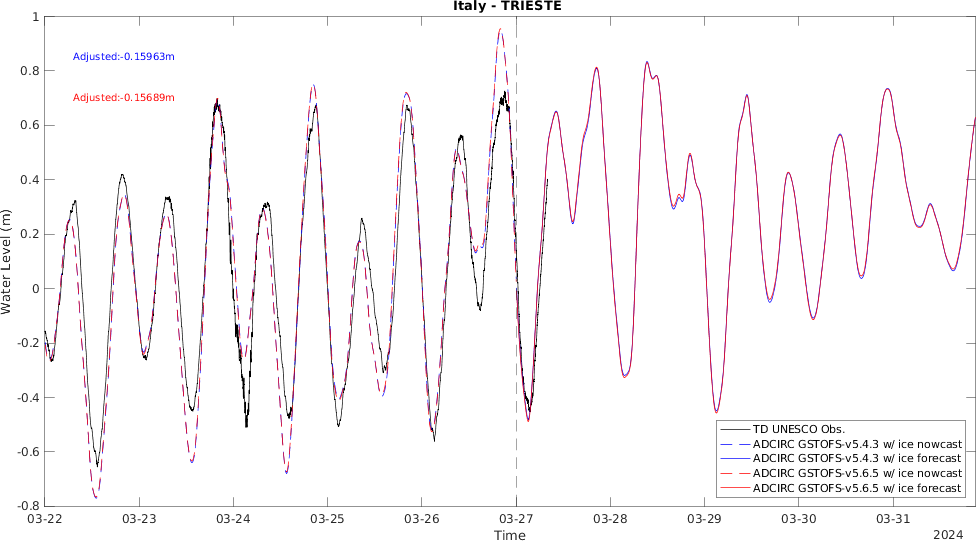 Italy - TRIESTE
Adjusted:-0.15963m
Adjusted:-0.15689m
Water Level (m)
1
0.8
0.6
0.4
0.2
0
-0.2
-0.4
-0.6
-0.8
TD UNESCO Obs.
ADCIRC GSTOFS-v5.4.3 w/ ice nowcast
ADCIRC GSTOFS-v5.4.3 w/ ice forecast
ADCIRC GSTOFS-v5.6.5 w/ ice nowcast
ADCIRC GSTOFS-v5.6.5 w/ ice forecast
03-22 03-23 03-24 03-25 03-26 03-27 03-28 03-29 03-30 03-31
Time
2024